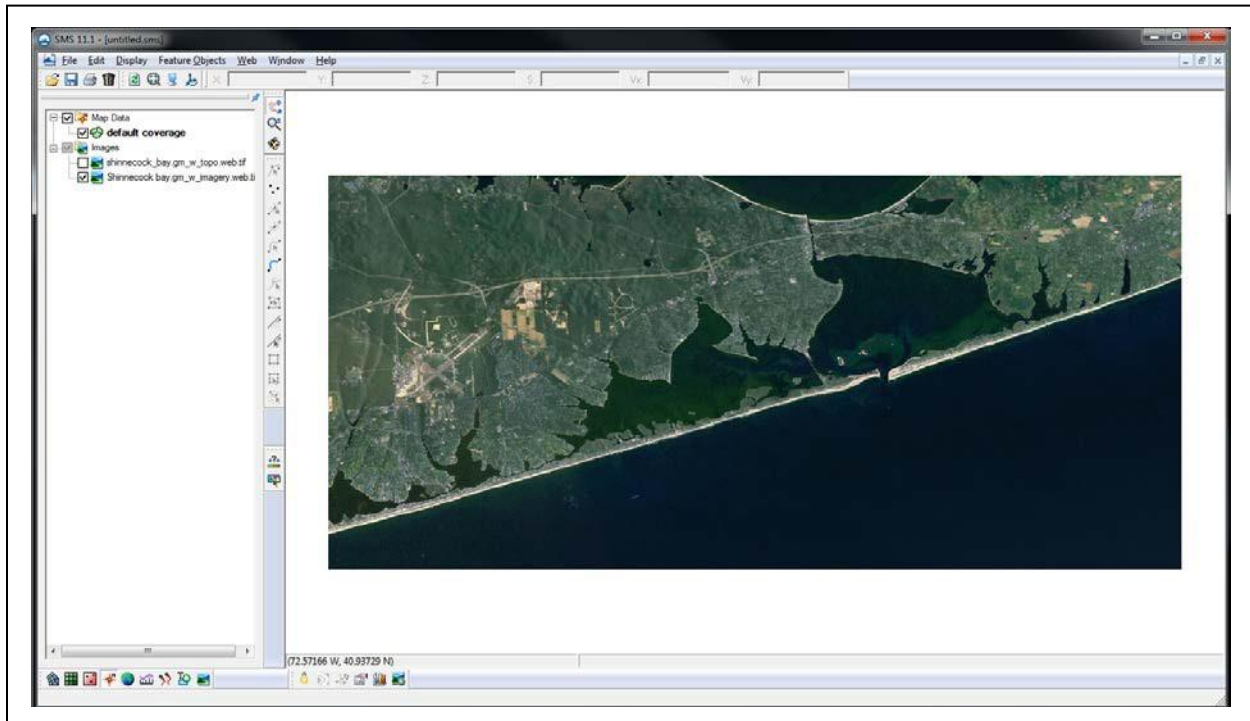 SMS 11.1 - [untitled.sms]
File Edit Display Feature Objects Web Window Help
X: Y: Z: S: Vx: Vy:
Map Data
default coverage
Images
shinnecock_bay.gm_w_topo.web.tif
Shinnecock bay.gm_w_imagery.web.ti
(72.57166 W, 40.93729 N)